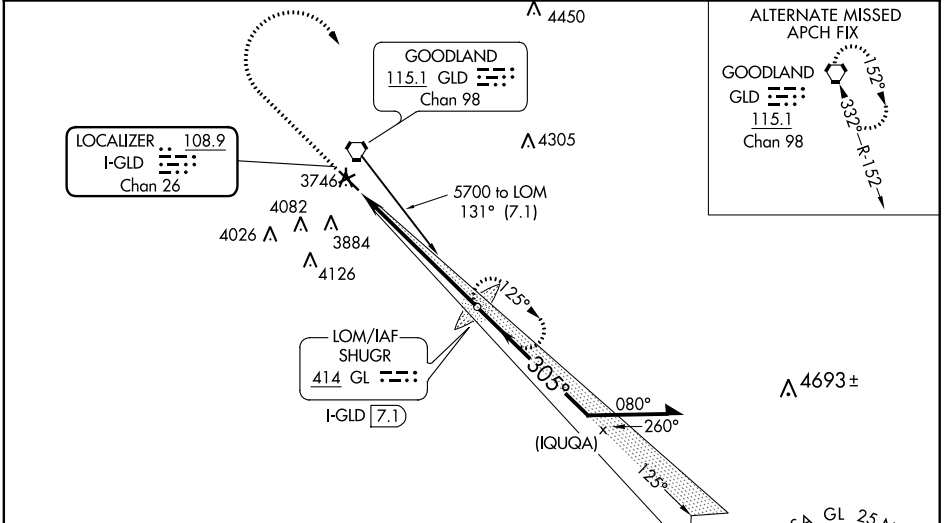 4450
ALTERNATE MISSED
APCH FIX
GOODLAND
115.1 GLD
Chan 98
GOODLAND
GLD
115.1
Chan 98
152°
332°
R-152
LOCALIZER 108.9
I-GLD
Chan 26
4305
3746
5700 to LOM
131° (7.1)
4082
4026
3884
4126
125°
LOM/IAF
SHUGR
414 GL
I-GLD 7.1
305°
4693 ±
080°
260°
(IQUQA)
125°
GL 25